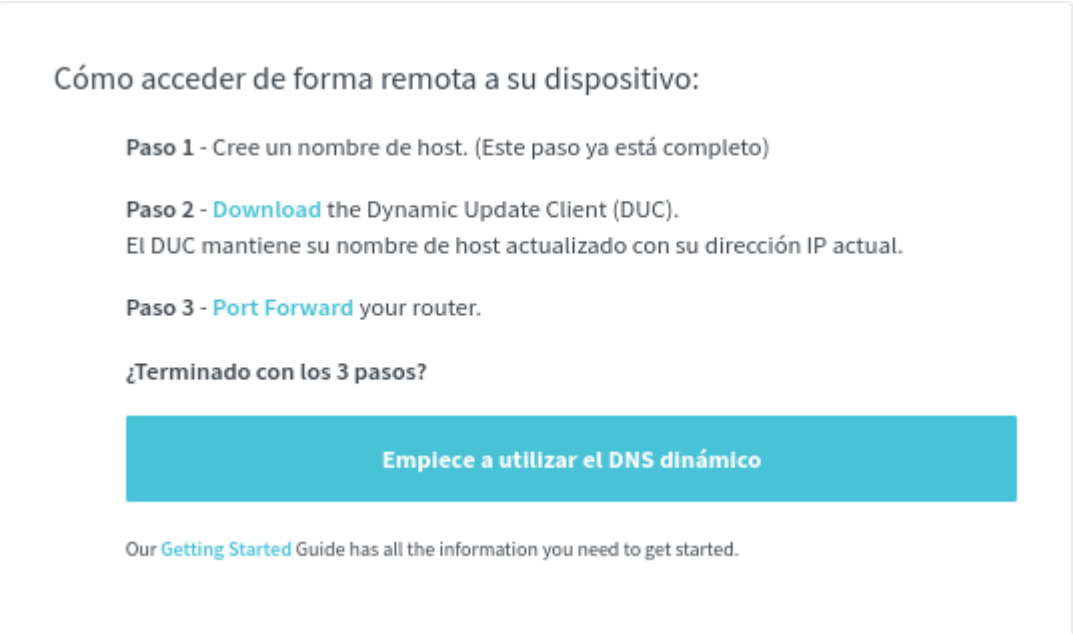 Cómo acceder de forma remota a su dispositivo:
Paso 1 - Cree un nombre de host. (Este paso ya está completo)
Paso 2 - Download the Dynamic Update Client (DUC).
El DUC mantiene su nombre de host actualizado con su dirección IP actual.
Paso 3 - Port Forward your router.
¿Terminado con los 3 pasos?
Empiece a utilizar el DNS dinámico
Our Getting Started Guide has all the information you need to get started.